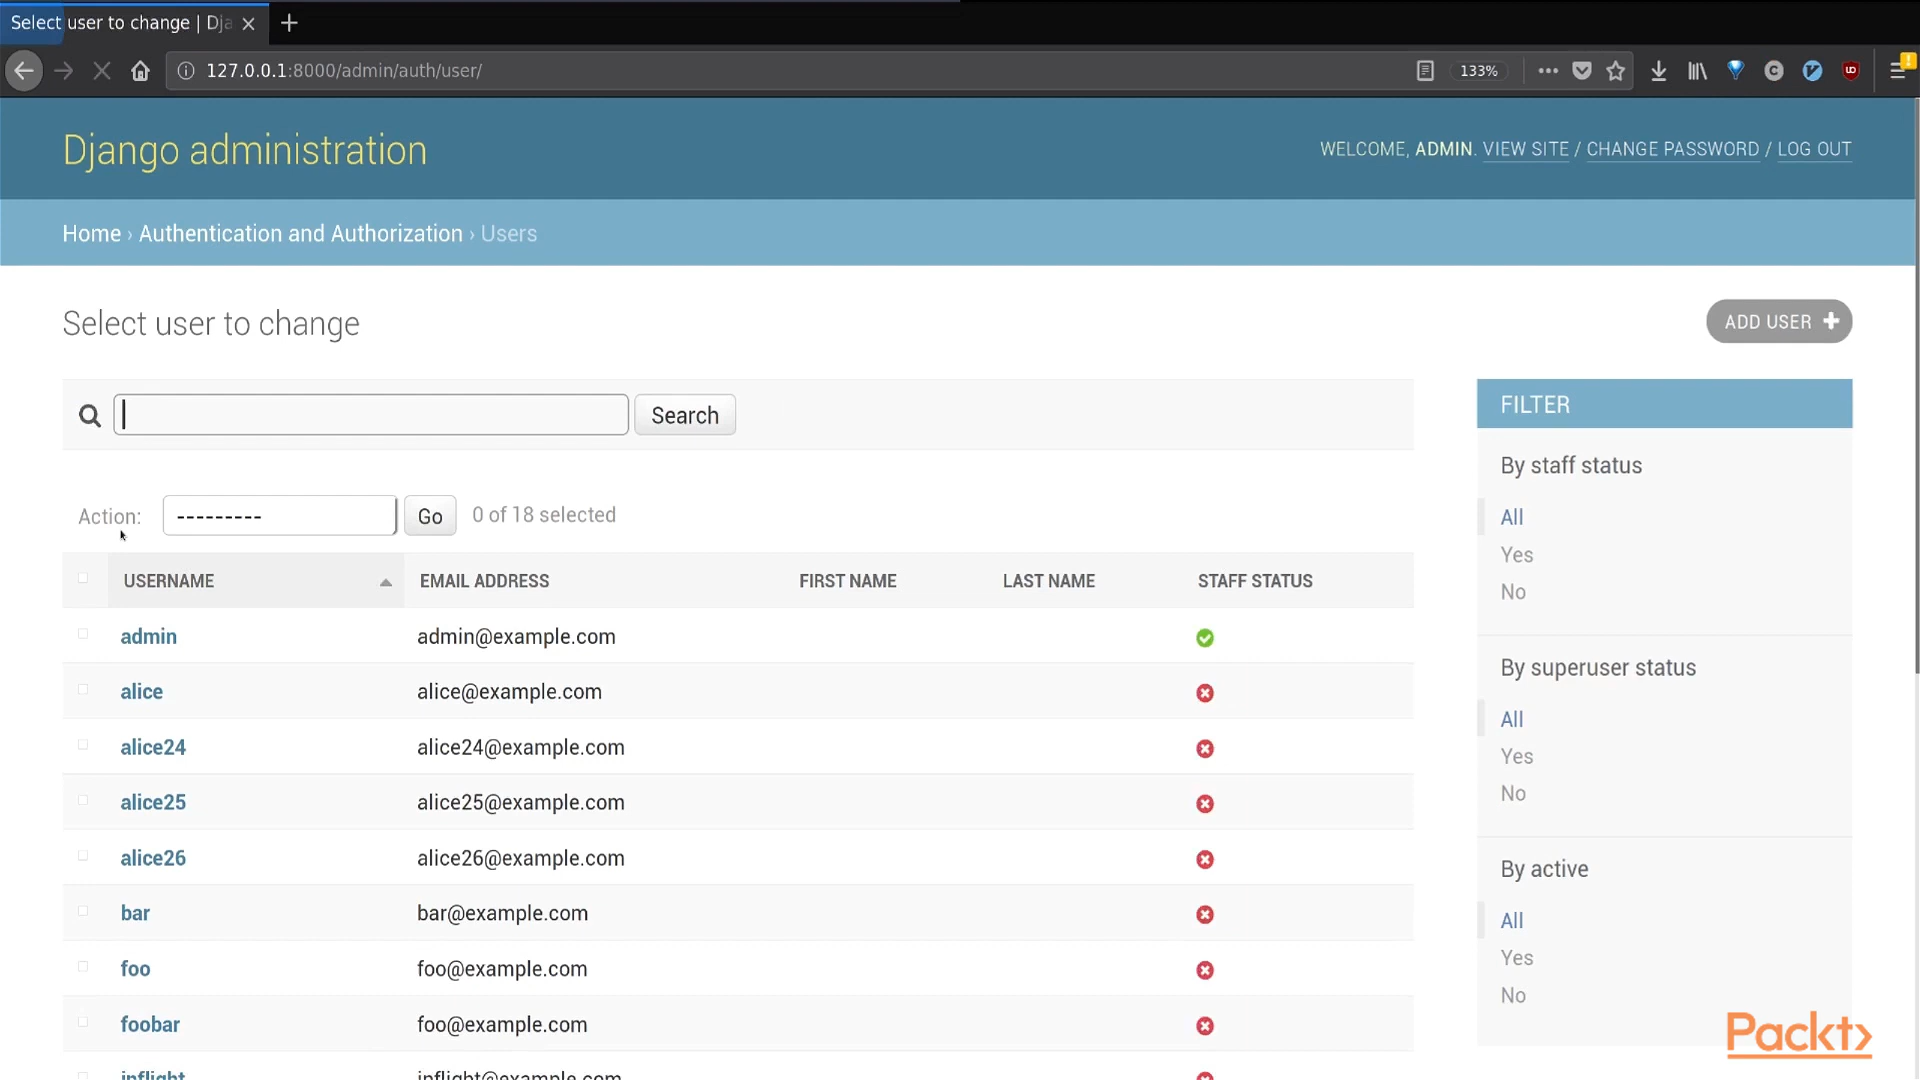 Select user to change | Dja
127.0.0.1:8000/admin/auth/user/
133%
Django administration
WELCOME, ADMIN. VIEW SITE / CHANGE PASSWORD / LOG OUT
Home › Authentication and Authorization › Users
Select user to change
ADD USER +
Search
FILTER
By staff status
All
Yes
No
By superuser status
All
Yes
No
By active
All
Yes
No
Action: --------- Go 0 of 18 selected
USERNAME EMAIL ADDRESS FIRST NAME LAST NAME STAFF STATUS
admin admin@example.com
alice alice@example.com
alice24 alice24@example.com
alice25 alice25@example.com
alice26 alice26@example.com
bar bar@example.com
foo foo@example.com
foobar foo@example.com
inflight inflight@example.com
Packt>